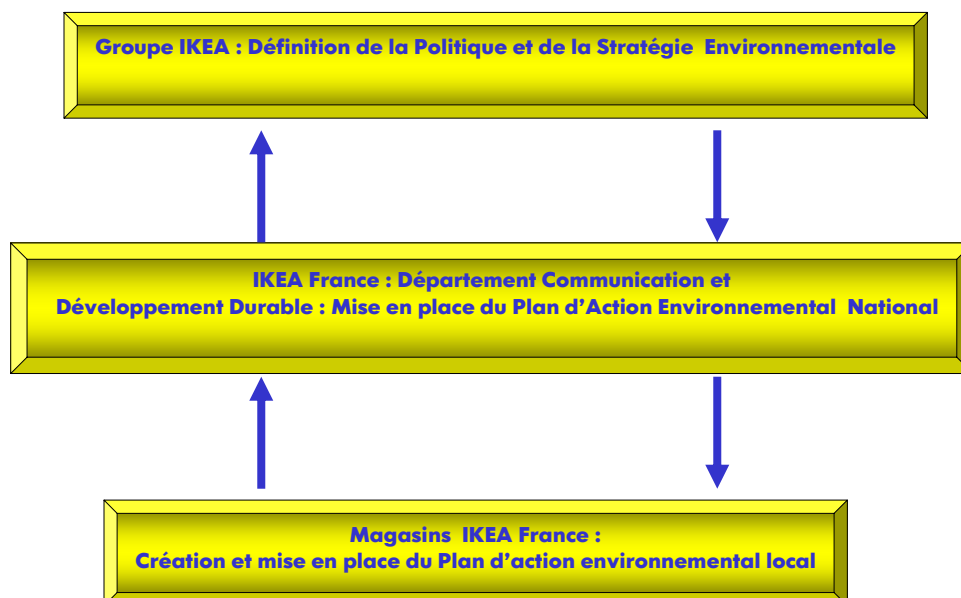 Groupe IKEA : Définition de la Politique et de la Stratégie Environnementale
IKEA France : Département Communication et
Développement Durable : Mise en place du Plan d'Action Environnemental National
Magasins IKEA France :
Création et mise en place du Plan d'action environnemental local